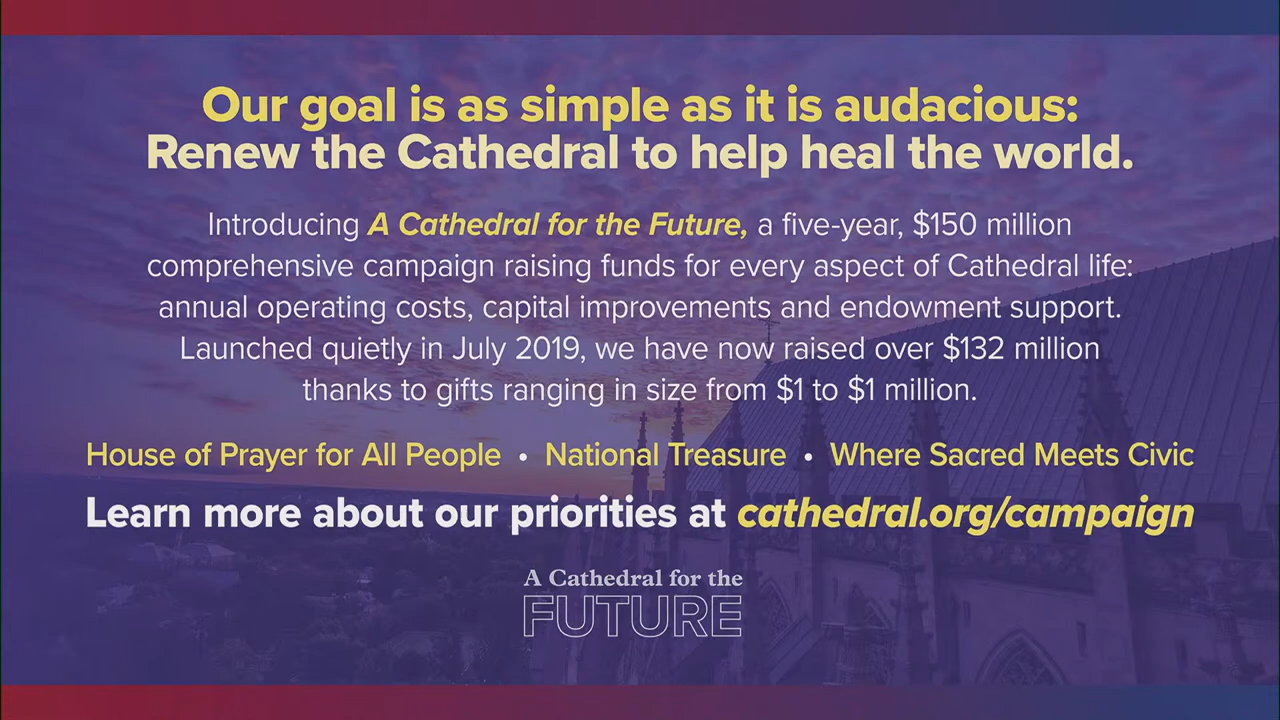 Our goal is as simple as it is audacious:
Renew the Cathedral to help heal the world.
Introducing A Cathedral for the Future, a five-year, $150 million
comprehensive campaign raising funds for every aspect of Cathedral life:
annual operating costs, capital improvements and endowment support.
Launched quietly in July 2019, we have now raised over $132 million
thanks to gifts ranging in size from $1 to $1 million.
House of Prayer for All People • National Treasure • Where Sacred Meets Civic
Learn more about our priorities at cathedral.org/campaign
A Cathedral for the
FUTURE